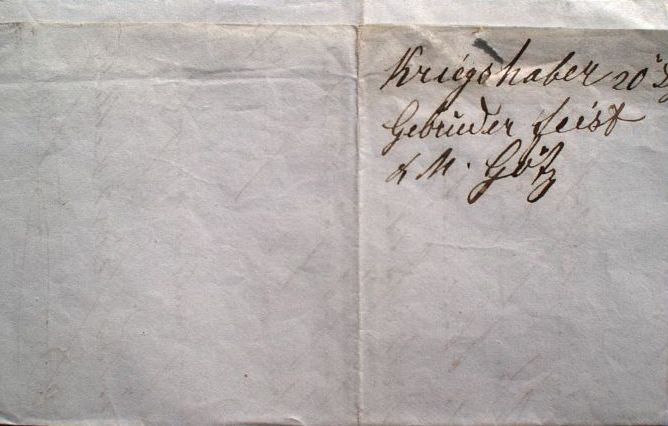 Kriegshaber 20
Gebrüder Feist
& M. Götz